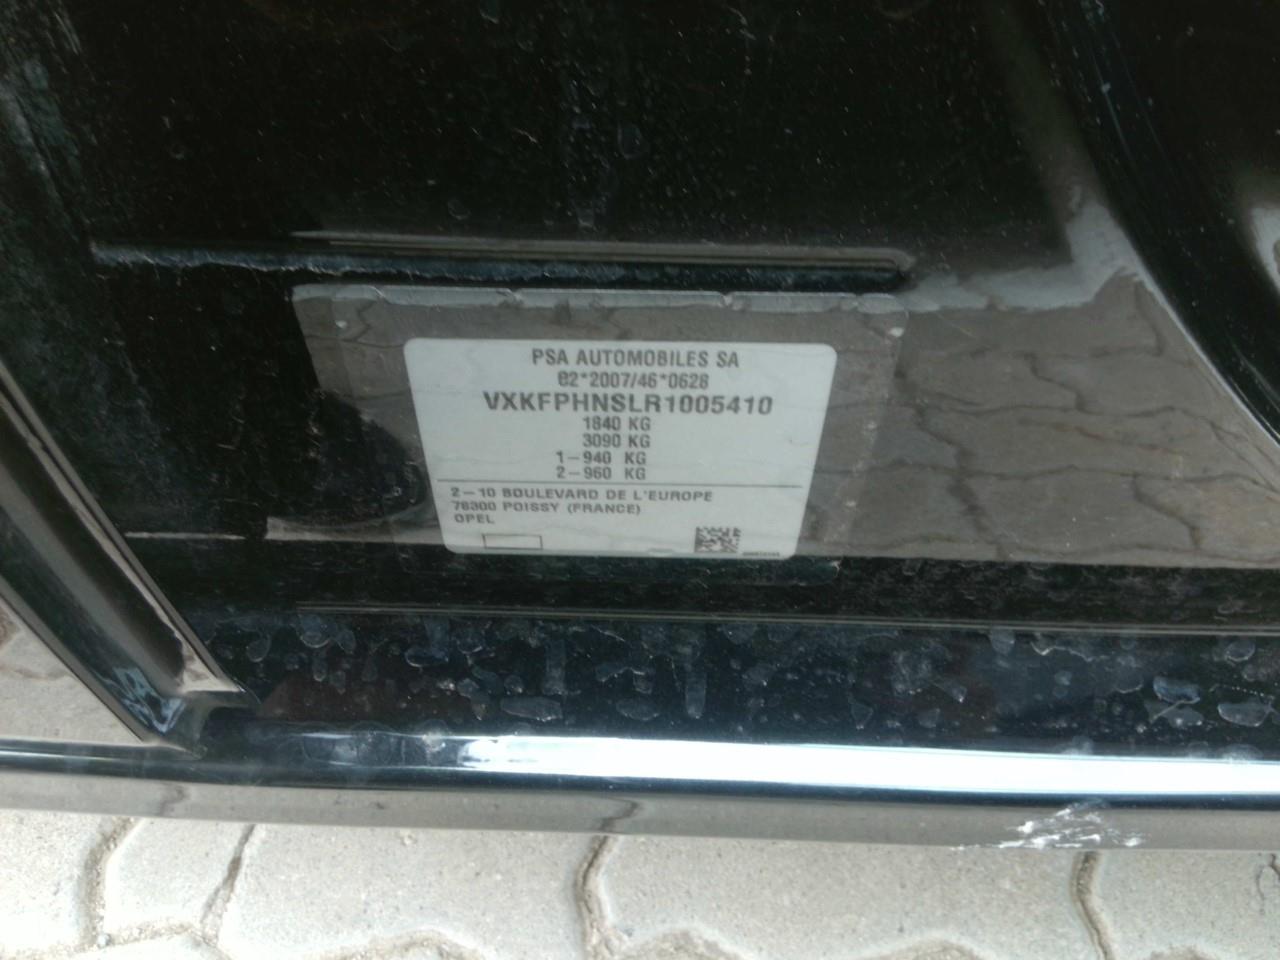 PSA AUTOMOBILES SA
e2*2007/46*0628
VXKFPHNSLR1005410
1840 KG
3090 KG
1-940 KG
2-960 KG
2-10 BOULEVARD DE L'EUROPE
78300 POISSY (FRANCE)
OPEL